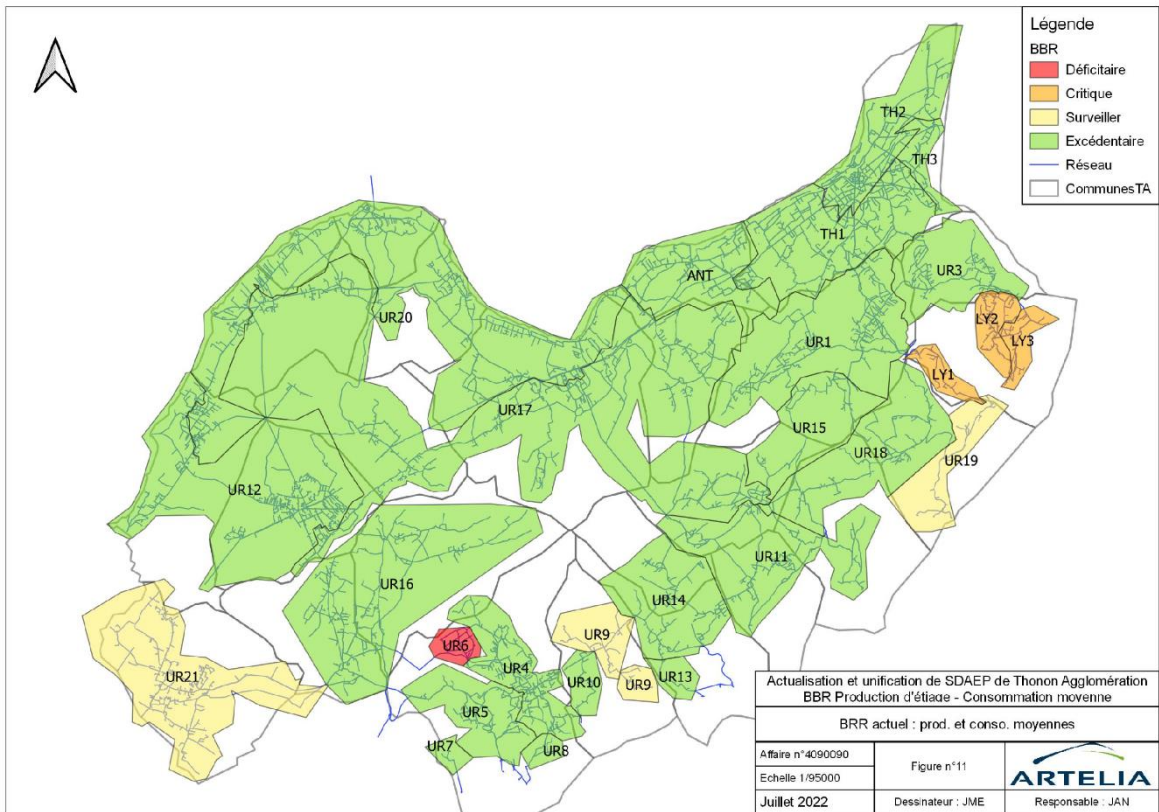 Légende
BBR
Déficitaire
Critique
Surveiller
Excédentaire
Réseau
CommunesTA
TH2
TH3
TH1
ANT
UR3
UR20
UR1
LY2
LY3
LY1
UR17
UR15
UR18
UR19
UR12
UR11
UR16
UR14
UR6
UR9
UR4
UR21
UR10
UR9
UR13
UR5
UR7
UR8
Actualisation et unification de SDAEP de Thonon Agglomération
BBR Production d'étiage - Consommation moyenne
BRR actuel : prod. et conso. moyennes
Affaire n°4090090
Echelle 1/95000
Juillet 2022
Figure n°11
Dessinateur : JME
ARTELIA
Responsable : JAN